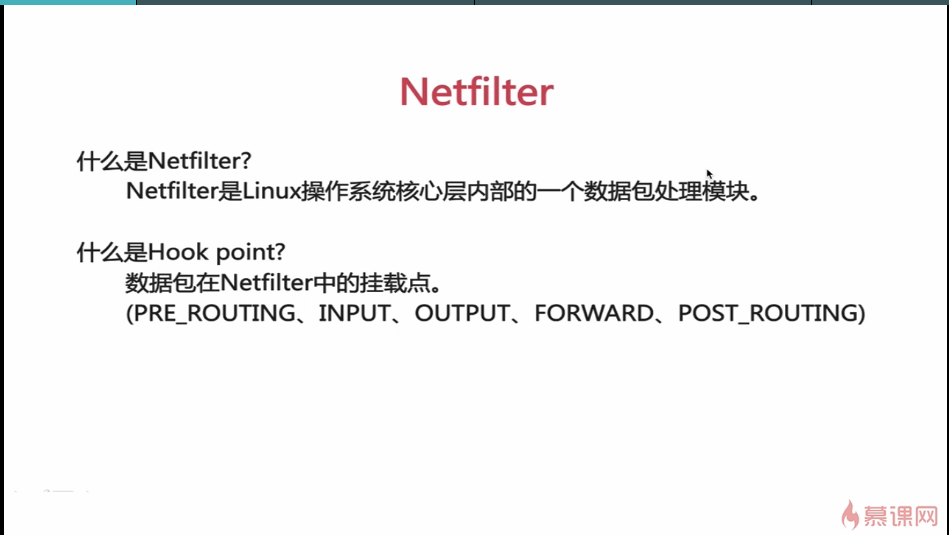 Netfilter
什么是Netfilter?
Netfilter是Linux操作系统核心层内部的一个数据包处理模块。
什么是Hook point?
数据包在Netfilter中的挂载点。
(PRE_ROUTING、INPUT、OUTPUT、FORWARD、POST_ROUTING)
慕课网